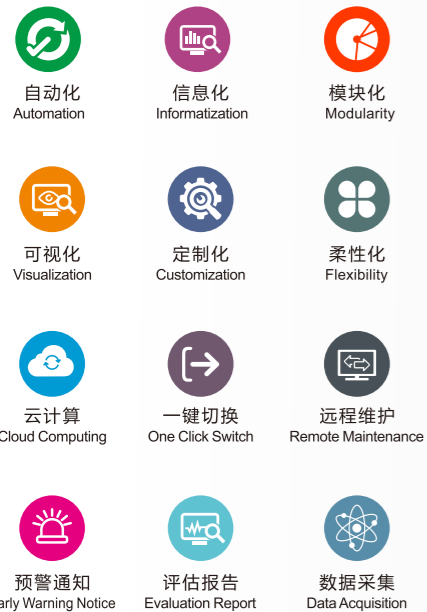 自动化
Automation
信息化
Informatization
模块化
Modularity
可视化
Visualization
定制化
Customization
柔性化
Flexibility
云计算
Cloud Computing
一键切换
One Click Switch
远程维护
Remote Maintenance
预警通知
arly Warning Notice
评估报告
Evaluation Report
数据采集
Data Acquisition